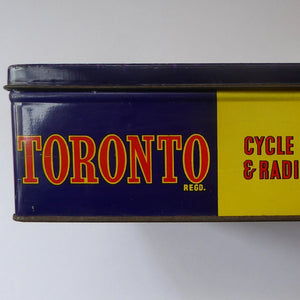 TORONTO
REGD.
CYCLE
& RADI